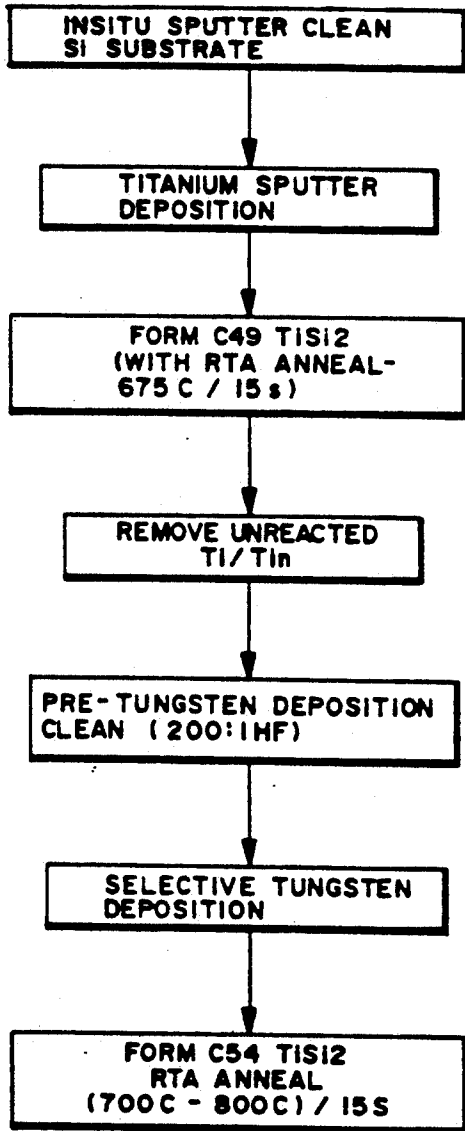 INSITU SPUTTER CLEAN
SI SUBSTRATE
TITANIUM SPUTTER
DEPOSITION
FORM C49 TiSi2
(WITH RTA ANNEAL-
675 C / 15 s)
REMOVE UNREACTED
Ti/Tin
PRE-TUNGSTEN DEPOSITION
CLEAN (200:1HF)
SELECTIVE TUNGSTEN
DEPOSITION
FORM C54 TiSi2
RTA ANNEAL
(700C - 800C) / 15S